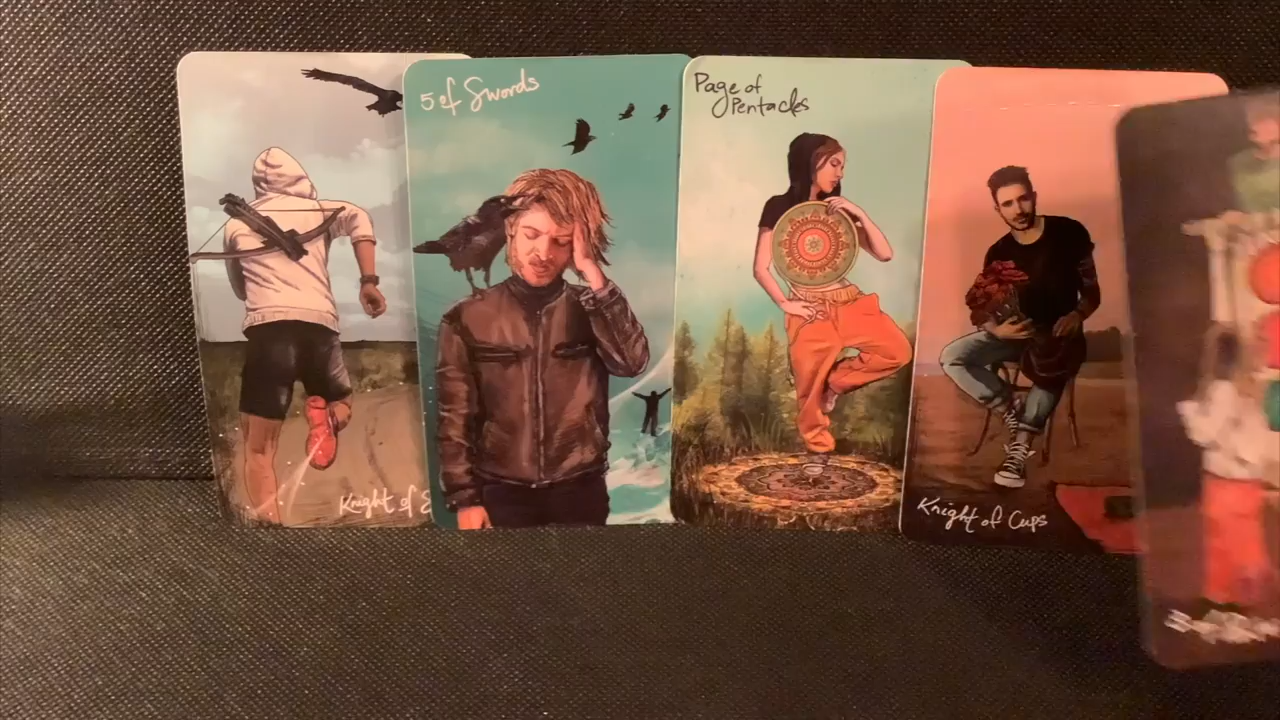 Knight of S
5 of Swords
Page of
Pentacles
Knight of Cups